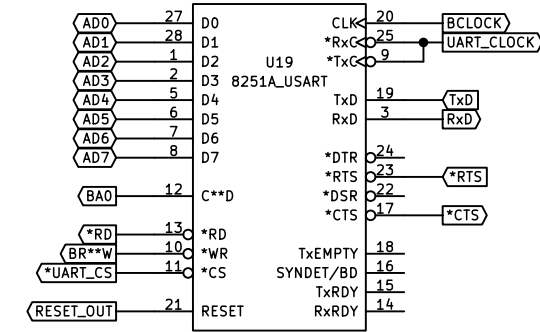 AD0 27 D0 CLK 20 BCLOCK
AD1 28 D1 *RxC 25 UART_CLOCK
AD2 1 D2 U19 *TxC 9
AD3 2 D3 8251A_USART
AD4 5 D4 TxD 19 TxD
AD5 6 D5 RxD 3 RxD
AD6 7 D6
AD7 8 D7 *DTR 24
*RTS 23 *RTS
BA0 12 C**D *DSR 22
*CTS 17 *CTS
*RD 13 *RD
BR**W 10 *WR TxEMPTY 18
*UART_CS 11 *CS SYNDET/BD 16
TxRDY 15
RESET_OUT 21 RESET RxRDY 14